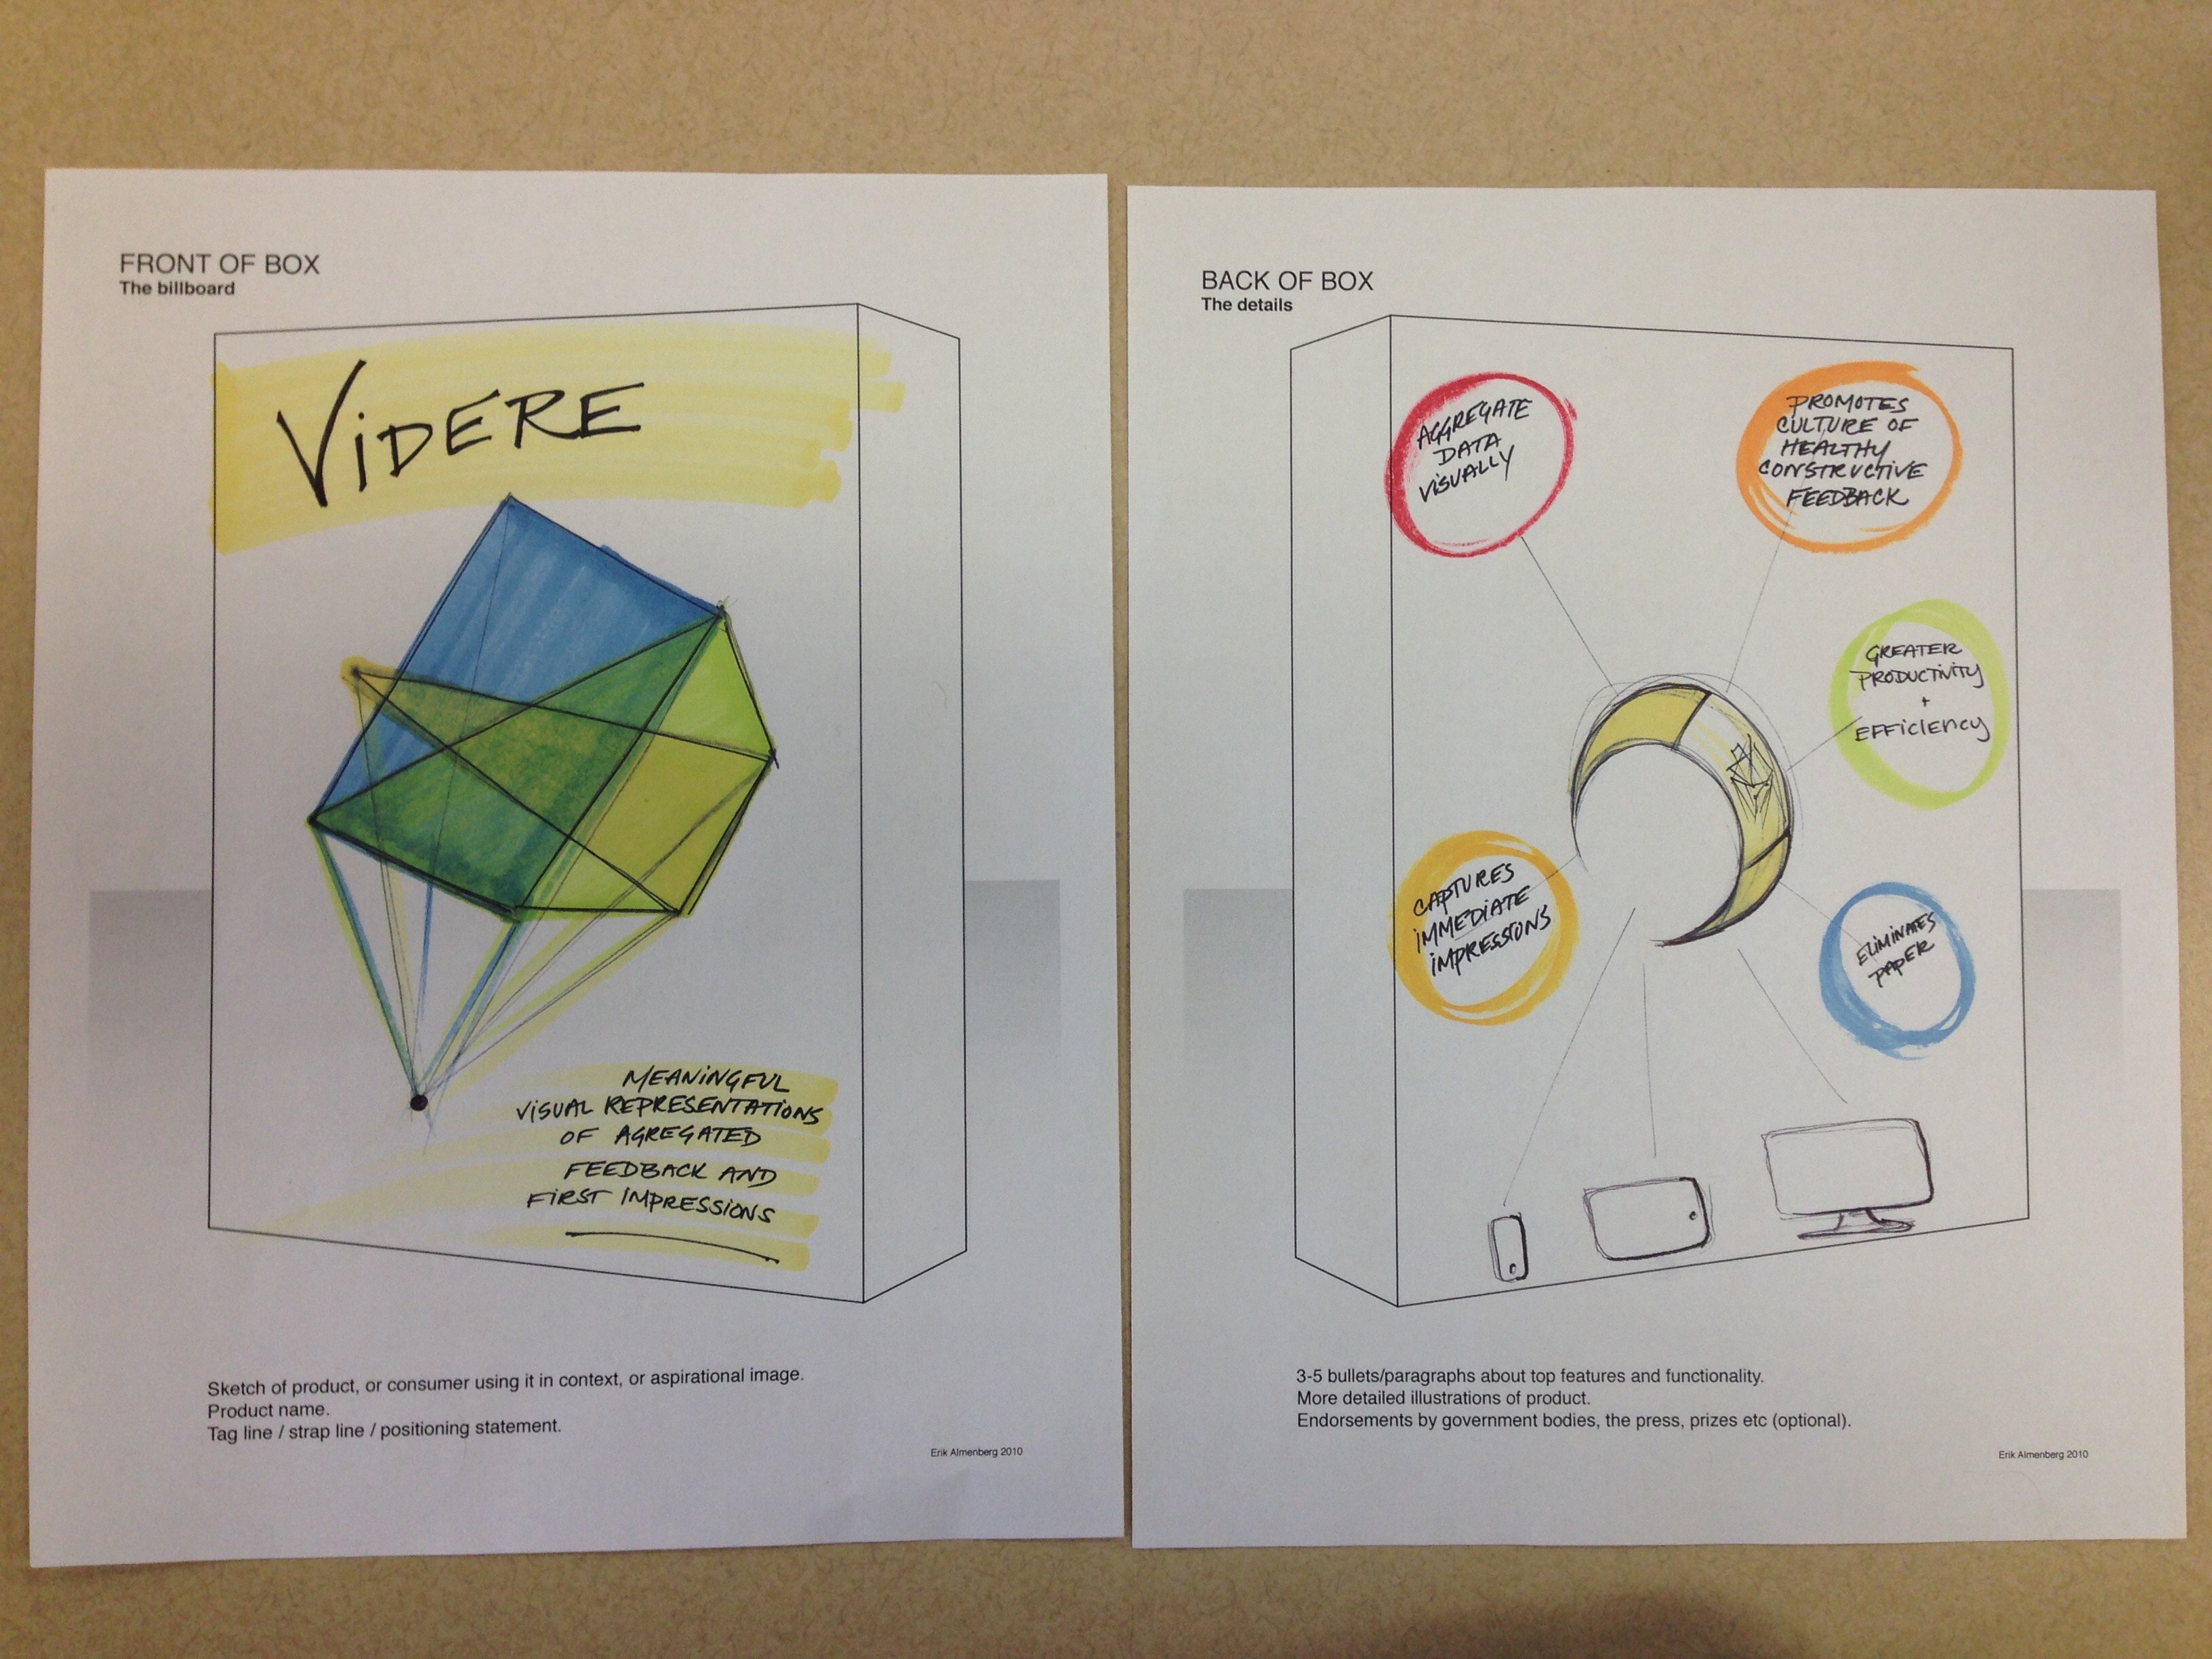 FRONT OF BOX
The billboard
ViDERE
MEANiNGFUL
ViSUAL REPRESENTATiONS
OF AGREGATED
FEEDBACK AND
FiRST iMPRESSiONS
Sketch of product, or consumer using it in context, or aspirational image.
Product name.
Tag line / strap line / positioning statement.
Erik Almenberg 2010
BACK OF BOX
The details
AGGREGATE
DATA
ViSUALLY
PROMOTES
CULTURE OF
HEALTHY
CONSTRUCTiVE
FEEDBACK
GREATER
PRODUCTiViTY
+
EFFiCiENCY
CAPTURES
iMMEDiATE
iMPRESSiONS
ELiMiNATES
PAPER
3-5 bullets/paragraphs about top features and functionality.
More detailed illustrations of product.
Endorsements by government bodies, the press, prizes etc (optional).
Erik Almenberg 2010